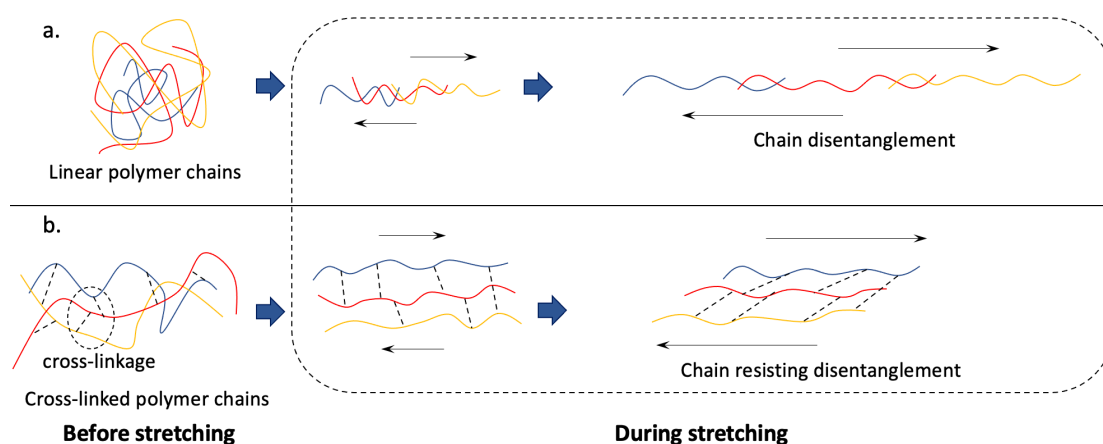 a.
Linear polymer chains
Chain disentanglement
b.
cross-linkage
Cross-linked polymer chains
Chain resisting disentanglement
Before stretching
During stretching